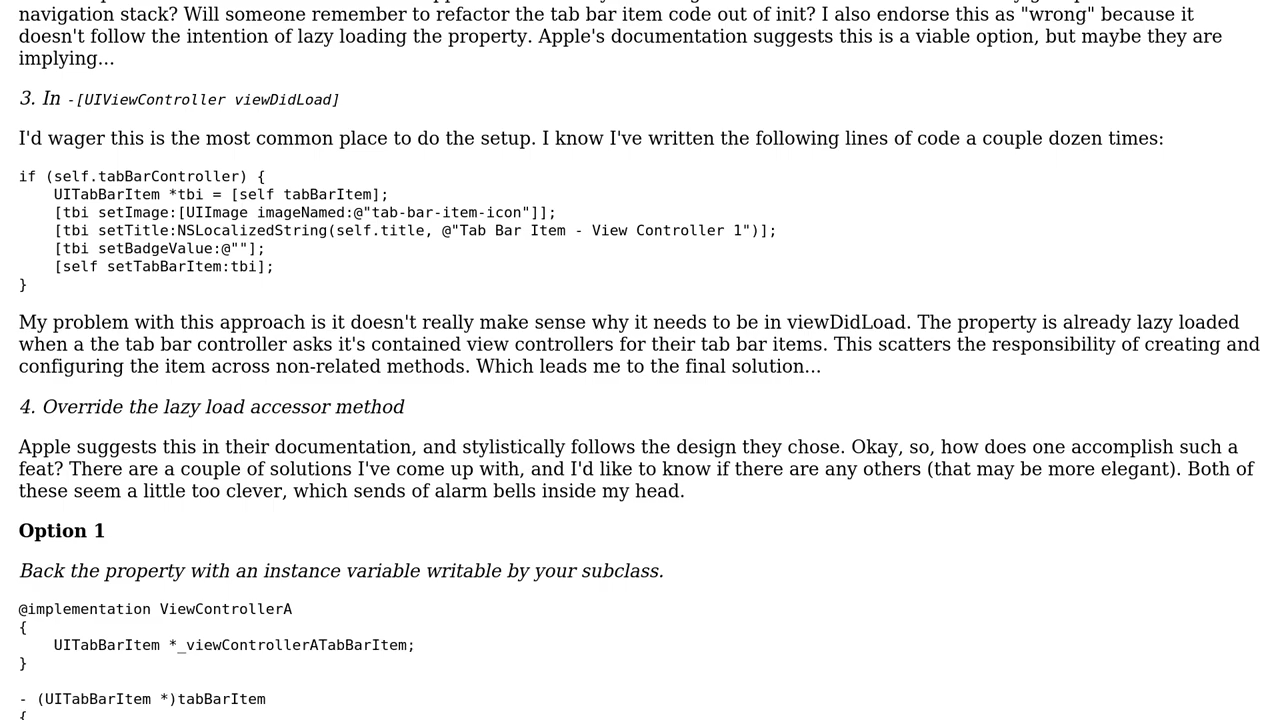 navigation stack? Will someone remember to refactor the tab bar item code out of init? I also endorse this as "wrong" because it
doesn't follow the intention of lazy loading the property. Apple's documentation suggests this is a viable option, but maybe they are
implying...
3. In -[UIViewController viewDidLoad]
I'd wager this is the most common place to do the setup. I know I've written the following lines of code a couple dozen times:
if (self.tabBarController) {
    UITabBarItem *tbi = [self tabBarItem];
    [tbi setImage:[UIImage imageNamed:@"tab-bar-item-icon"]];
    [tbi setTitle:NSLocalizedString(self.title, @"Tab Bar Item - View Controller 1")];
    [tbi setBadgeValue:@""];
    [self setTabBarItem:tbi];
}
My problem with this approach is it doesn't really make sense why it needs to be in viewDidLoad. The property is already lazy loaded
when a the tab bar controller asks it's contained view controllers for their tab bar items. This scatters the responsibility of creating and
configuring the item across non-related methods. Which leads me to the final solution...
4. Override the lazy load accessor method
Apple suggests this in their documentation, and stylistically follows the design they chose. Okay, so, how does one accomplish such a
feat? There are a couple of solutions I've come up with, and I'd like to know if there are any others (that may be more elegant). Both of
these seem a little too clever, which sends of alarm bells inside my head.
Option 1
Back the property with an instance variable writable by your subclass.
@implementation ViewControllerA
{
    UITabBarItem *_viewControllerATabBarItem;
}
- (UITabBarItem *)tabBarItem
{